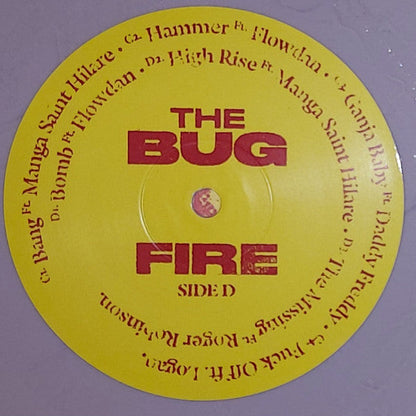 THE
BUG
FIRE
SIDE D
C1. Bang Ft. Manga Saint Hilare • C2. Hammer Ft. Flowdan • C3. Ganja Baby Ft. Daddy Freddy • C4. Fuck Off ft. Logan.
D1. Bomb Ft. Flowdan • D2. High Rise Ft. Manga Saint Hilare • D3. The Missing Ft. Roger Robinson.